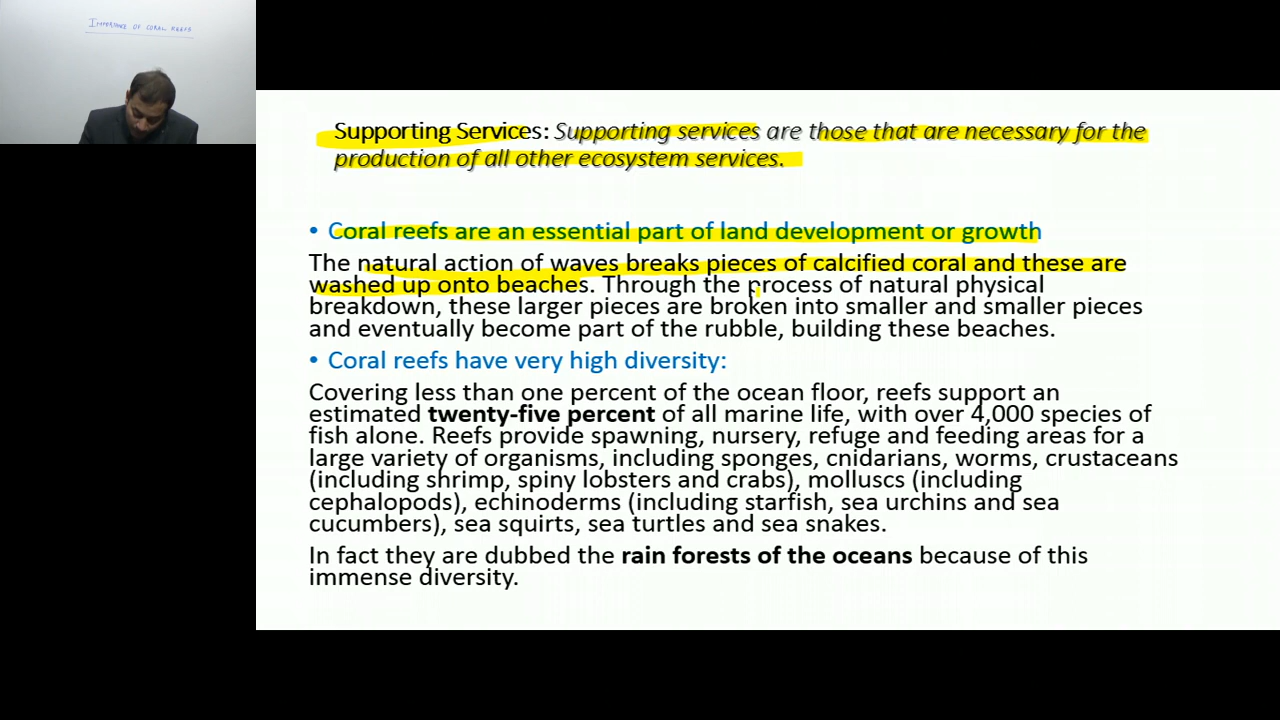 IMPORTANCE OF CORAL REEFS
Supporting Services: Supporting services are those that are necessary for the
production of all other ecosystem services.
• Coral reefs are an essential part of land development or growth
The natural action of waves breaks pieces of calcified coral and these are
washed up onto beaches. Through the process of natural physical
breakdown, these larger pieces are broken into smaller and smaller pieces
and eventually become part of the rubble, building these beaches.
• Coral reefs have very high diversity:
Covering less than one percent of the ocean floor, reefs support an
estimated twenty-five percent of all marine life, with over 4,000 species of
fish alone. Reefs provide spawning, nursery, refuge and feeding areas for a
large variety of organisms, including sponges, cnidarians, worms, crustaceans
(including shrimp, spiny lobsters and crabs), molluscs (including
cephalopods), echinoderms (including starfish, sea urchins and sea
cucumbers), sea squirts, sea turtles and sea snakes.
In fact they are dubbed the rain forests of the oceans because of this
immense diversity.